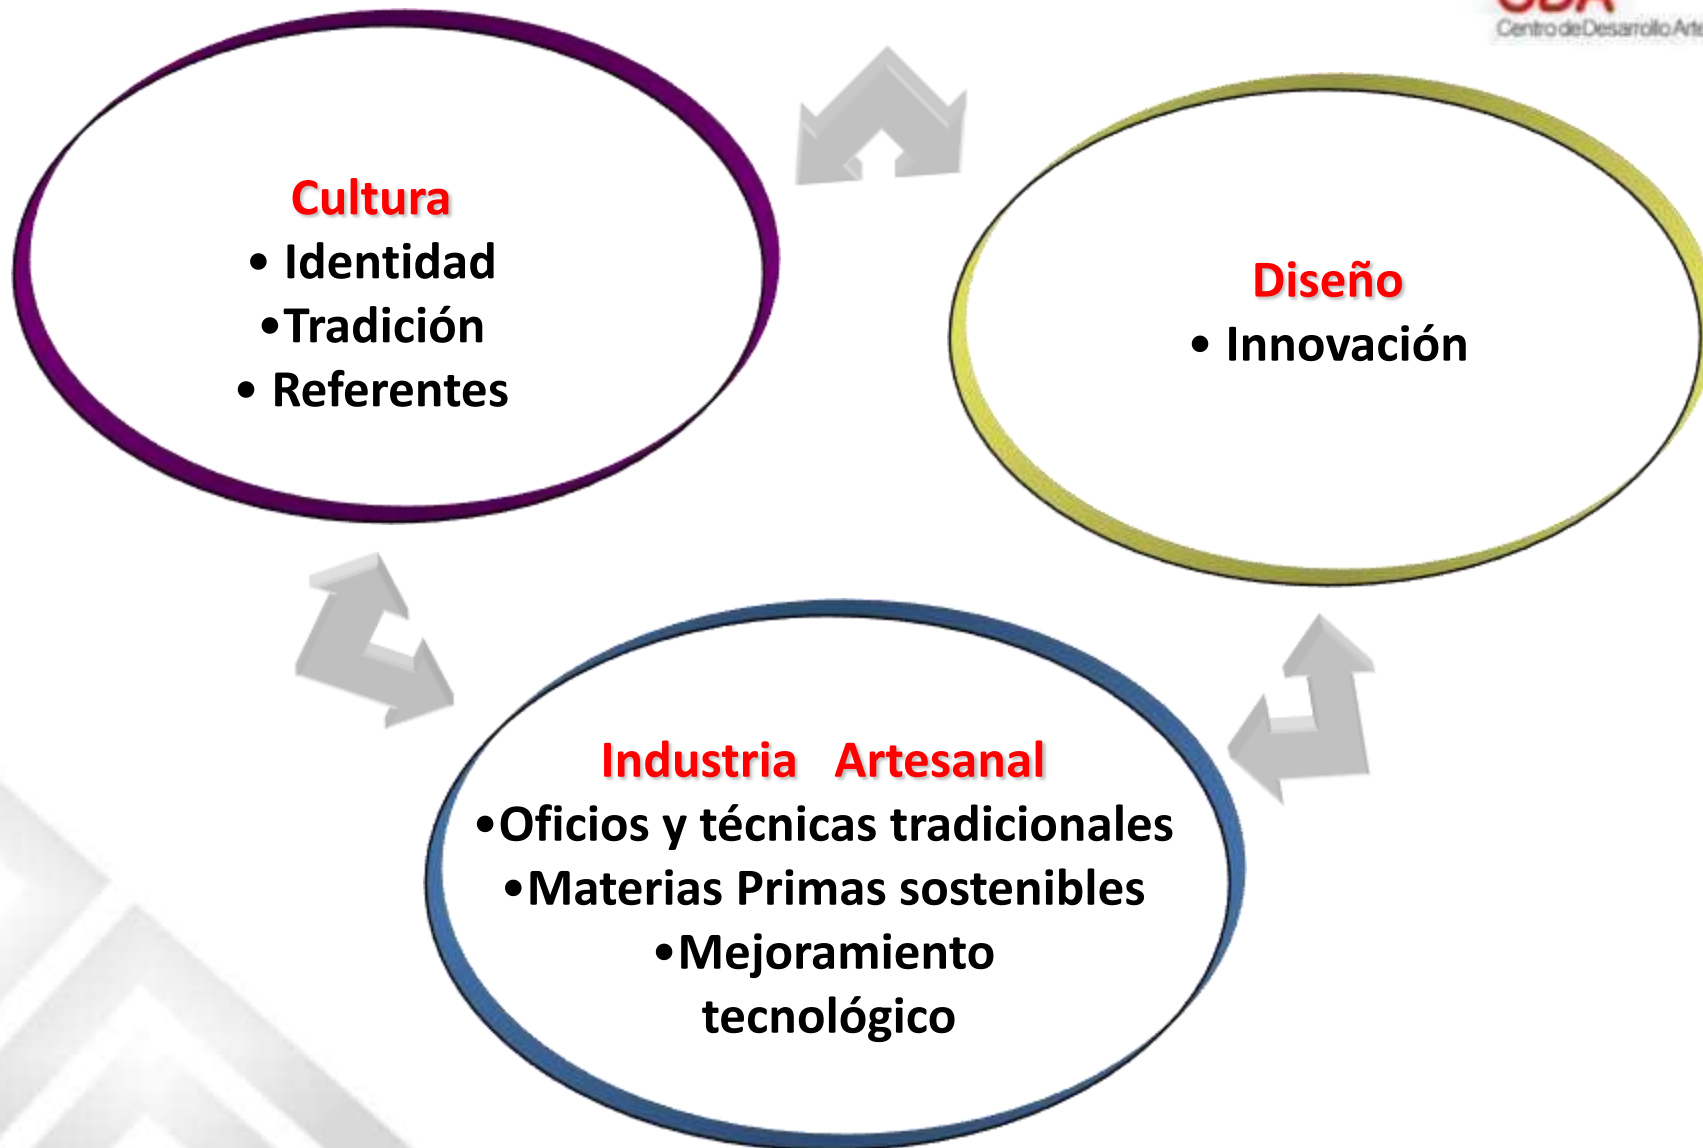 Centro de Desarrollo
Cultura
• Identidad
•Tradición
• Referentes
Diseño
• Innovación
Industria Artesanal
•Oficios y técnicas tradicionales
•Materias Primas sostenibles
•Mejoramiento
tecnológico